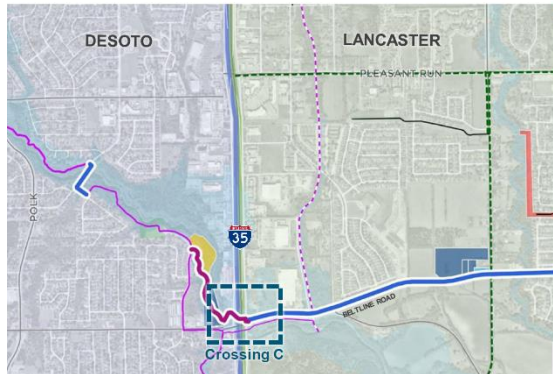 DESOTO
LANCASTER
PLEASANT RUN
POLK
35
BELTLINE ROAD
Crossing C